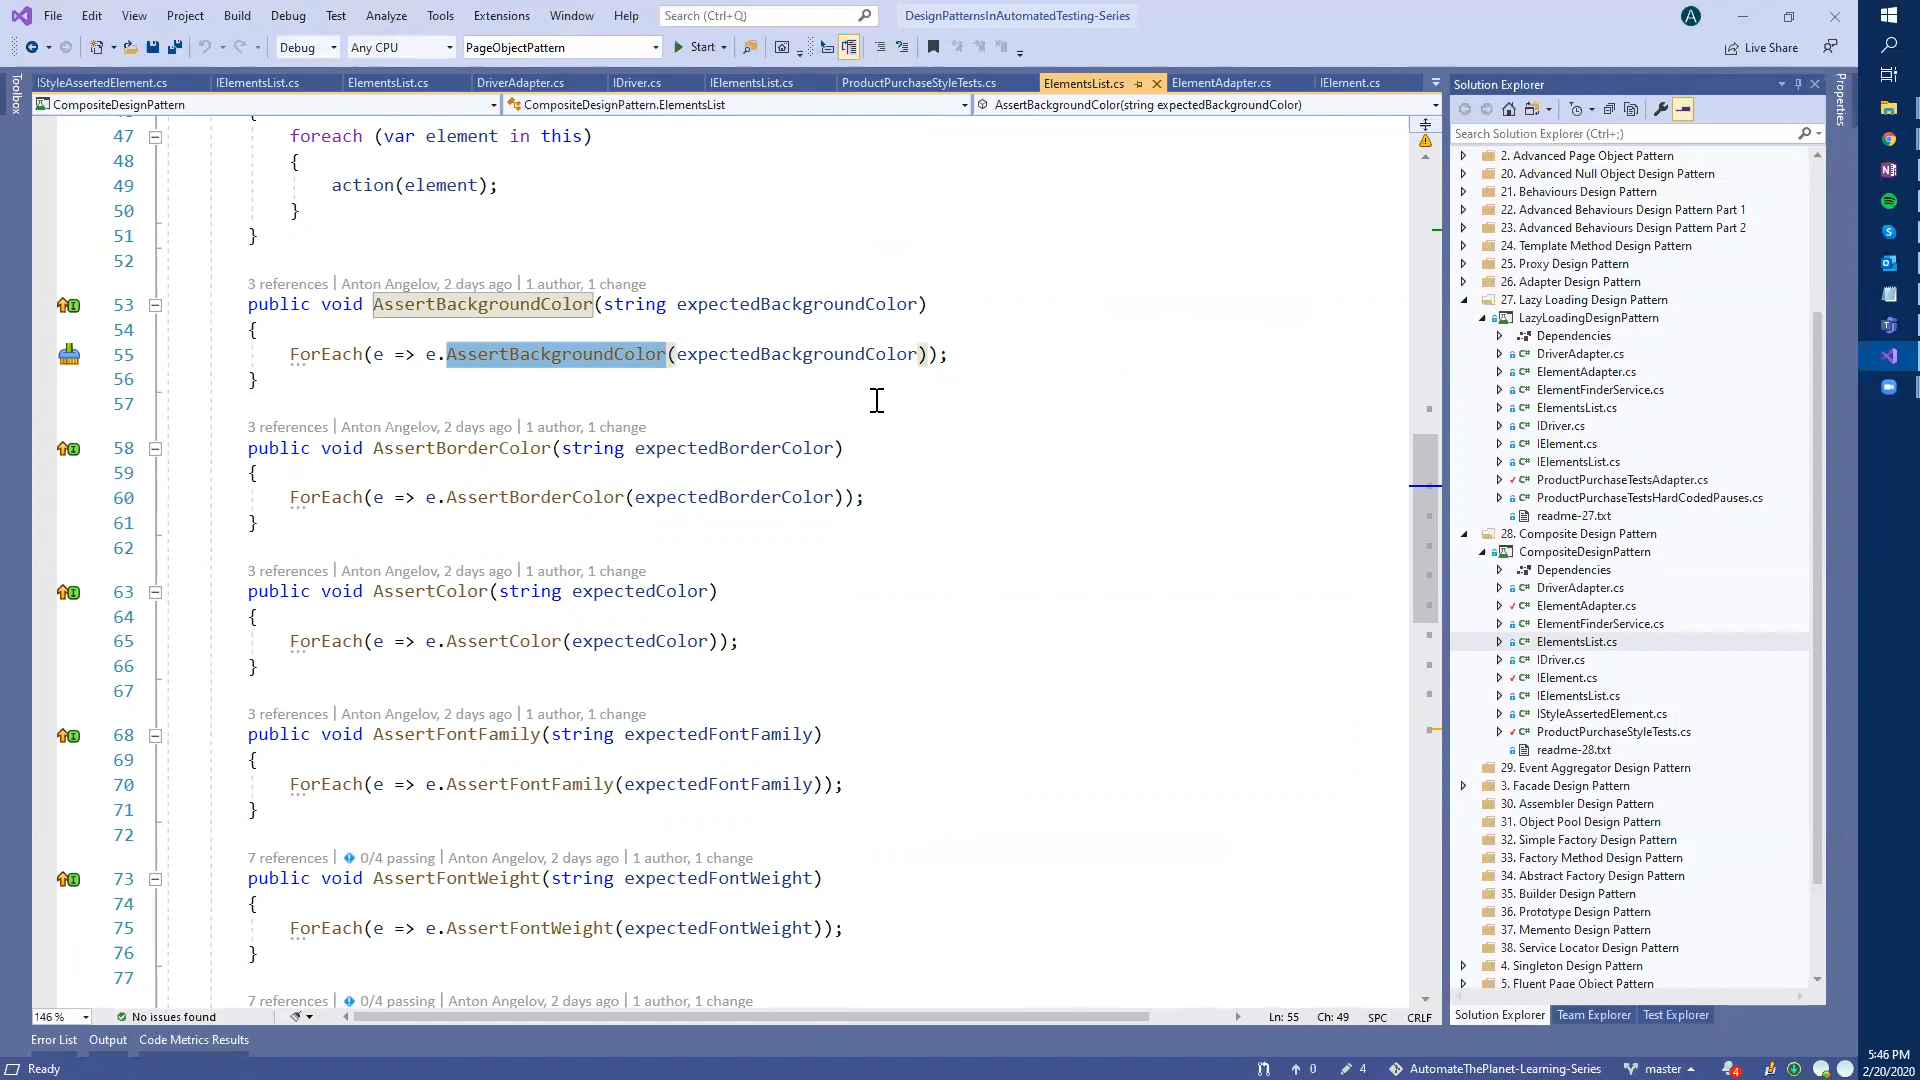 File Edit View Project Build Debug Test Analyze Tools Extensions Window Help Search (Ctrl+Q) DesignPatternsInAutomatedTesting-Series A
Debug Any CPU PageObjectPattern Start Live Share
IStyleAssertedElement.cs IElementsList.cs ElementsList.cs DriverAdapter.cs IDriver.cs IElementsList.cs ProductPurchaseStyleTests.cs ElementsList.cs ElementAdapter.cs IElement.cs
CompositeDesignPattern CompositeDesignPattern.ElementsList AssertBackgroundColor(string expectedBackgroundColor)
Toolbox
{
47 foreach (var element in this)
48 {
49 action(element);
50 }
51 }
52
3 references | Anton Angelov, 2 days ago | 1 author, 1 change
53 public void AssertBackgroundColor(string expectedBackgroundColor)
54 {
55 ForEach(e => e.AssertBackgroundColor(expectedBackgroundColor));
56 }
57
3 references | Anton Angelov, 2 days ago | 1 author, 1 change
58 public void AssertBorderColor(string expectedBorderColor)
59 {
60 ForEach(e => e.AssertBorderColor(expectedBorderColor));
61 }
62
3 references | Anton Angelov, 2 days ago | 1 author, 1 change
63 public void AssertColor(string expectedColor)
64 {
65 ForEach(e => e.AssertColor(expectedColor));
66 }
67
3 references | Anton Angelov, 2 days ago | 1 author, 1 change
68 public void AssertFontFamily(string expectedFontFamily)
69 {
70 ForEach(e => e.AssertFontFamily(expectedFontFamily));
71 }
72
7 references | 0/4 passing | Anton Angelov, 2 days ago | 1 author, 1 change
73 public void AssertFontWeight(string expectedFontWeight)
74 {
75 ForEach(e => e.AssertFontWeight(expectedFontWeight));
76 }
77
7 references | 0/4 passing | Anton Angelov, 2 days ago | 1 author, 1 change
146 % No issues found Ln: 55 Ch: 49 SPC CRLF
Error List Output Code Metrics Results
Solution Explorer
Search Solution Explorer (Ctrl+;)
2. Advanced Page Object Pattern
20. Advanced Null Object Design Pattern
21. Behaviours Design Pattern
22. Advanced Behaviours Design Pattern Part 1
23. Advanced Behaviours Design Pattern Part 2
24. Template Method Design Pattern
25. Proxy Design Pattern
26. Adapter Design Pattern
27. Lazy Loading Design Pattern
LazyLoadingDesignPattern
Dependencies
C# DriverAdapter.cs
C# ElementAdapter.cs
C# ElementFinderService.cs
C# ElementsList.cs
C# IDriver.cs
C# IElement.cs
C# IElementsList.cs
C# ProductPurchaseTestsAdapter.cs
C# ProductPurchaseTestsHardCodedPauses.cs
readme-27.txt
28. Composite Design Pattern
CompositeDesignPattern
Dependencies
C# DriverAdapter.cs
C# ElementAdapter.cs
C# ElementFinderService.cs
C# ElementsList.cs
C# IDriver.cs
C# IElement.cs
C# IElementsList.cs
C# IStyleAssertedElement.cs
C# ProductPurchaseStyleTests.cs
readme-28.txt
29. Event Aggregator Design Pattern
3. Facade Design Pattern
30. Assembler Design Pattern
31. Object Pool Design Pattern
32. Simple Factory Design Pattern
33. Factory Method Design Pattern
34. Abstract Factory Design Pattern
35. Builder Design Pattern
36. Prototype Design Pattern
37. Memento Design Pattern
38. Service Locator Design Pattern
4. Singleton Design Pattern
5. Fluent Page Object Pattern
Solution Explorer Team Explorer Test Explorer
Properties
Ready 0 4 AutomateThePlanet-Learning-Series master 4
5:46 PM
2/20/2020